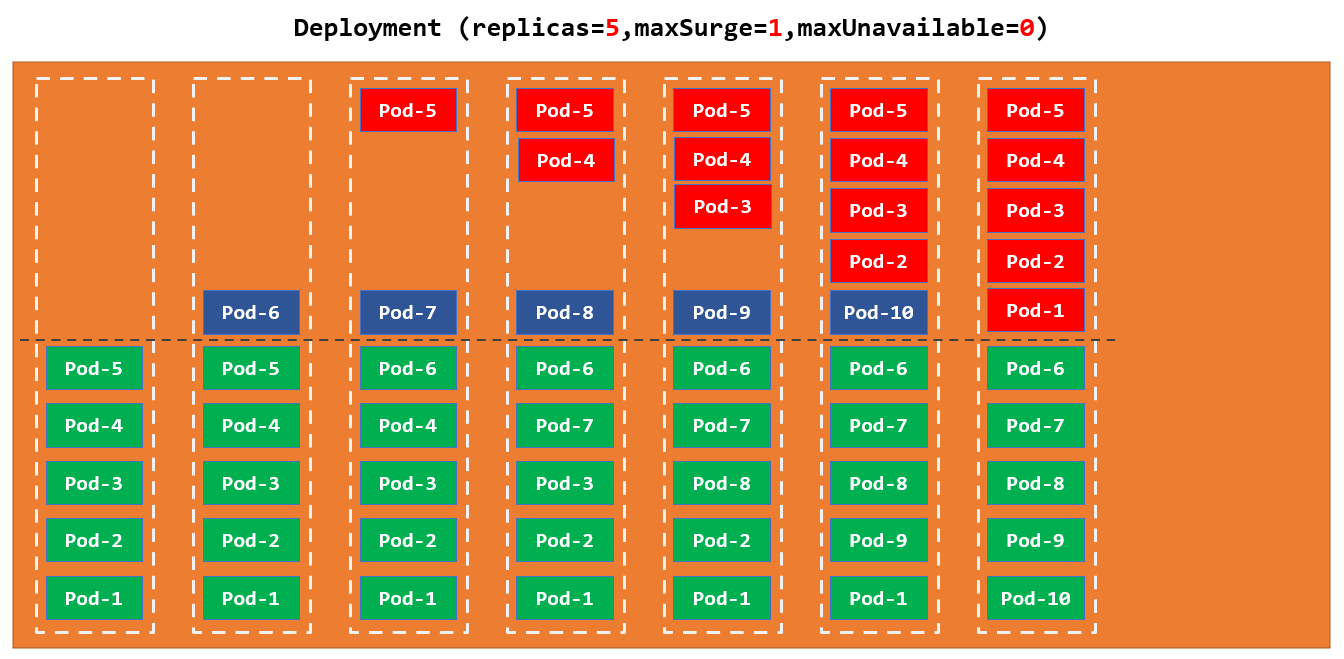 Deployment (replicas=5,maxSurge=1,maxUnavailable=0)
Pod-5 Pod-5 Pod-5 Pod-5 Pod-5
Pod-4 Pod-4 Pod-4 Pod-4
Pod-3 Pod-3 Pod-3
Pod-2 Pod-2
Pod-6 Pod-7 Pod-8 Pod-9 Pod-10 Pod-1
Pod-5 Pod-5 Pod-6 Pod-6 Pod-6 Pod-6 Pod-6
Pod-4 Pod-4 Pod-4 Pod-7 Pod-7 Pod-7 Pod-7
Pod-3 Pod-3 Pod-3 Pod-3 Pod-8 Pod-8 Pod-8
Pod-2 Pod-2 Pod-2 Pod-2 Pod-2 Pod-9 Pod-9
Pod-1 Pod-1 Pod-1 Pod-1 Pod-1 Pod-1 Pod-10